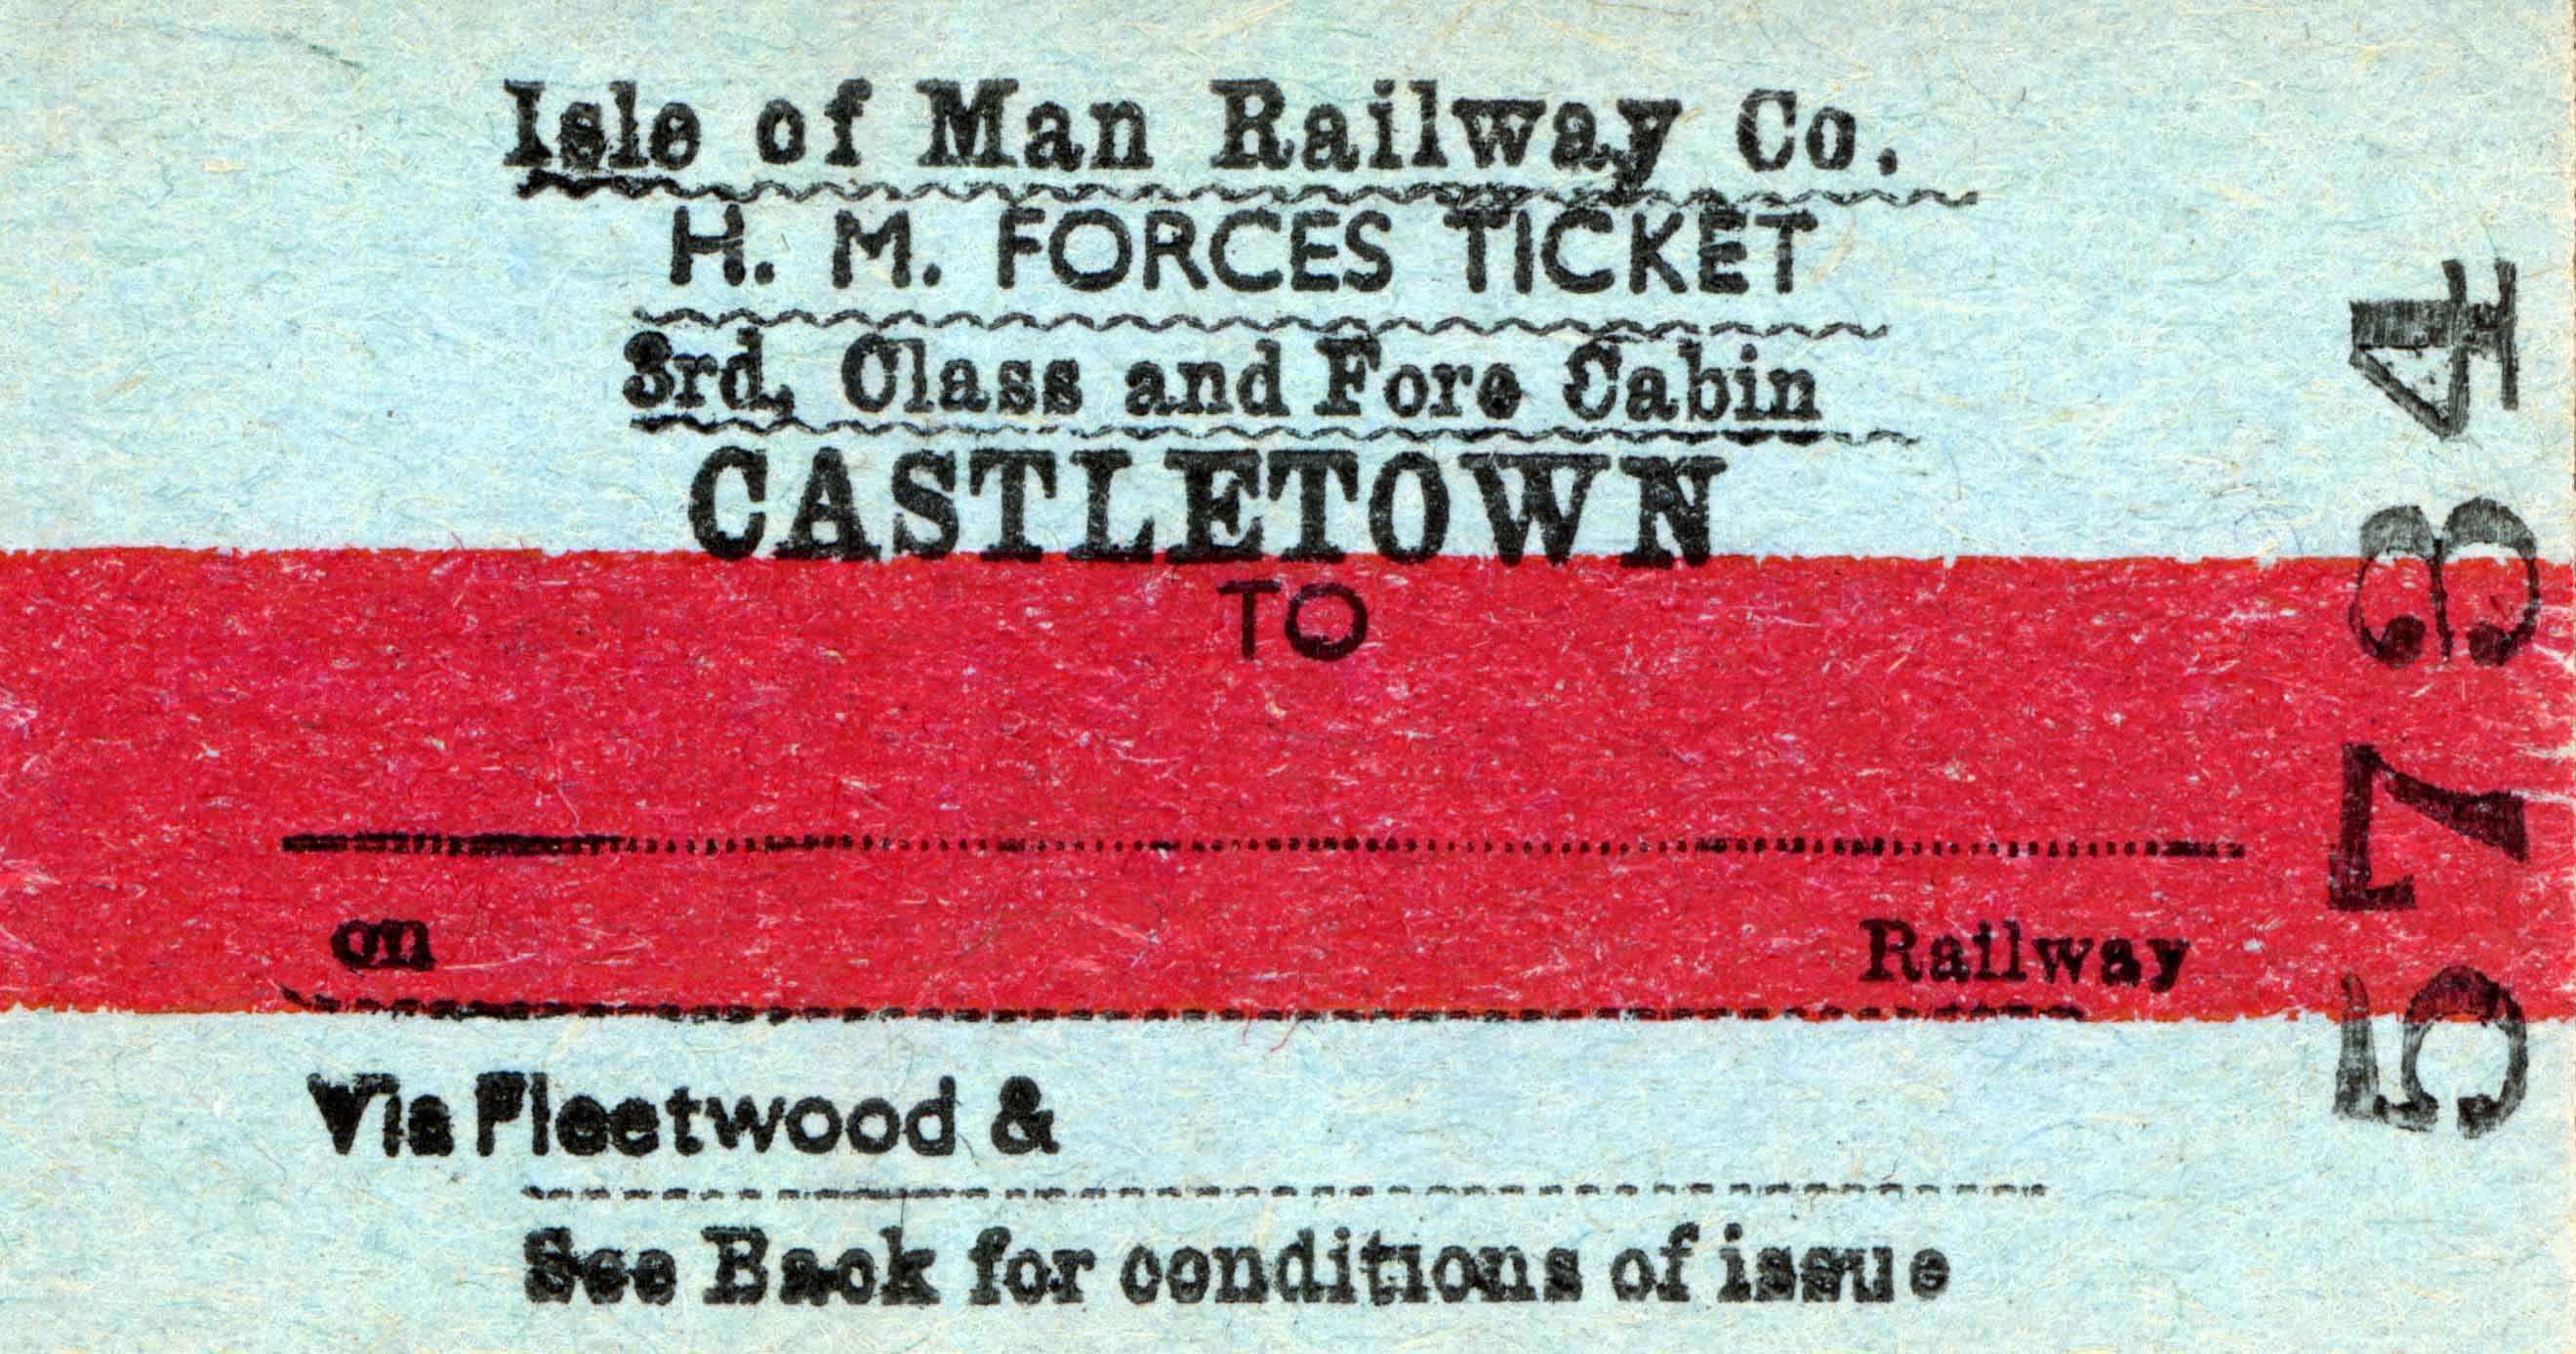 Isle of Man Railway Co.
H. M. FORCES TICKET
3rd, Class and Fore Cabin
CASTLETOWN
TO
on Railway
Via Fleetwood &
See Back for conditions of issue
5734